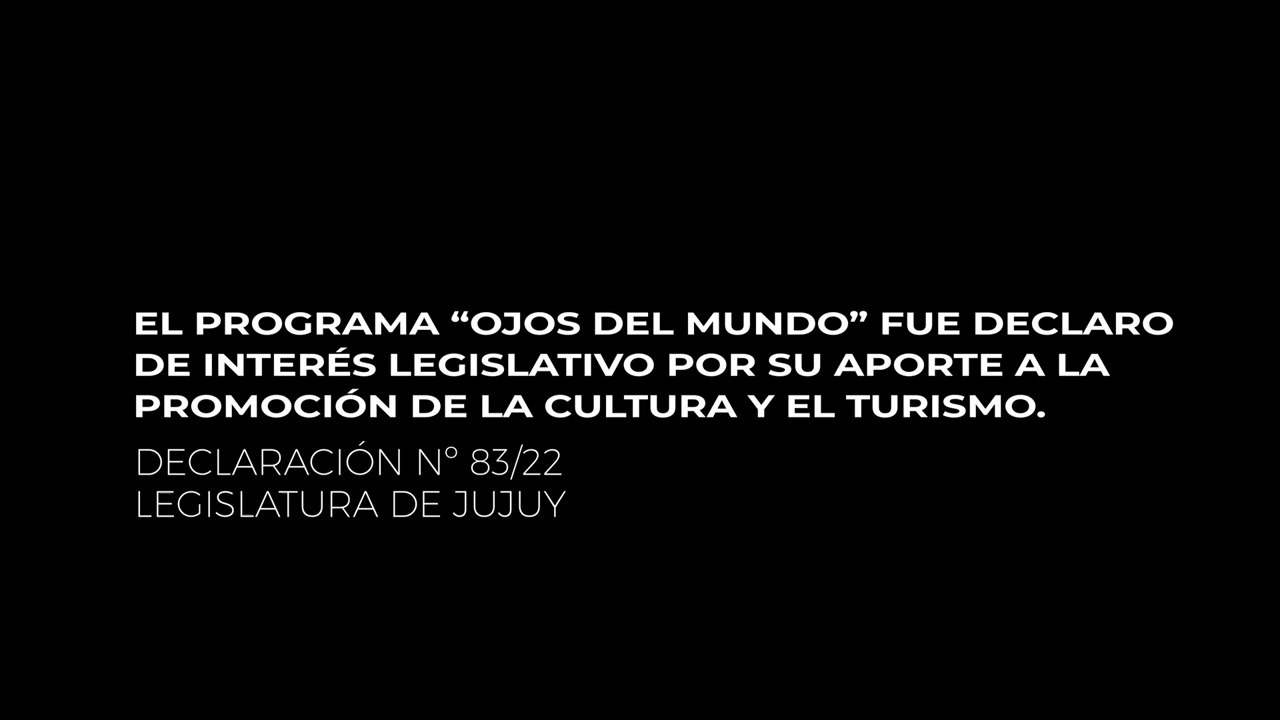 EL PROGRAMA “OJOS DEL MUNDO” FUE DECLARO
DE INTERÉS LEGISLATIVO POR SU APORTE A LA
PROMOCIÓN DE LA CULTURA Y EL TURISMO.
DECLARACIÓN Nº 83/22
LEGISLATURA DE JUJUY